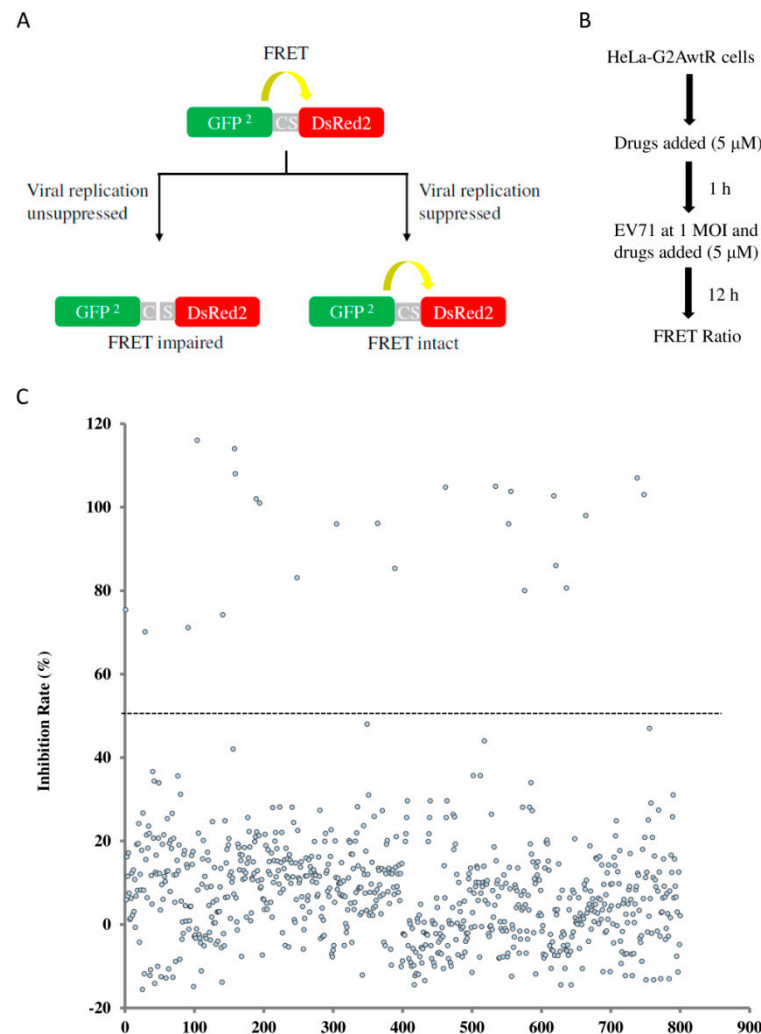 A
FRET
GFP 2 CS DsRed2
Viral replication
unsuppressed
Viral replication
suppressed
GFP 2 C S DsRed2
FRET impaired
GFP 2 CS DsRed2
FRET intact
B
HeLa-G2AwtR cells
Drugs added (5 μM)
1 h
EV71 at 1 MOI and
drugs added (5 μM)
12 h
FRET Ratio
C
Inhibition Rate (%)
120
100
80
60
40
20
0
-20
0 100 200 300 400 500 600 700 800 900